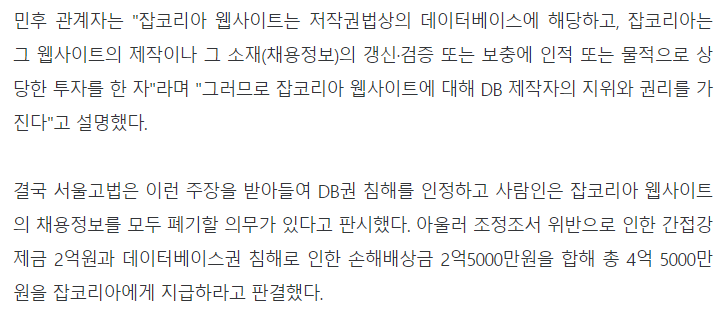 민후 관계자는 "잡코리아 웹사이트는 저작권법상의 데이터베이스에 해당하고, 잡코리아는
그 웹사이트의 제작이나 그 소재(채용정보)의 갱신·검증 또는 보충에 인적 또는 물적으로 상
당한 투자를 한 자"라며 "그러므로 잡코리아 웹사이트에 대해 DB 제작자의 지위와 권리를 가
진다"고 설명했다.
결국 서울고법은 이런 주장을 받아들여 DB권 침해를 인정하고 사람인은 잡코리아 웹사이트
의 채용정보를 모두 폐기할 의무가 있다고 판시했다. 아울러 조정조서 위반으로 인한 간접강
제금 2억원과 데이터베이스권 침해로 인한 손해배상금 2억5000만원을 합해 총 4억 5000만
원을 잡코리아에게 지급하라고 판결했다.